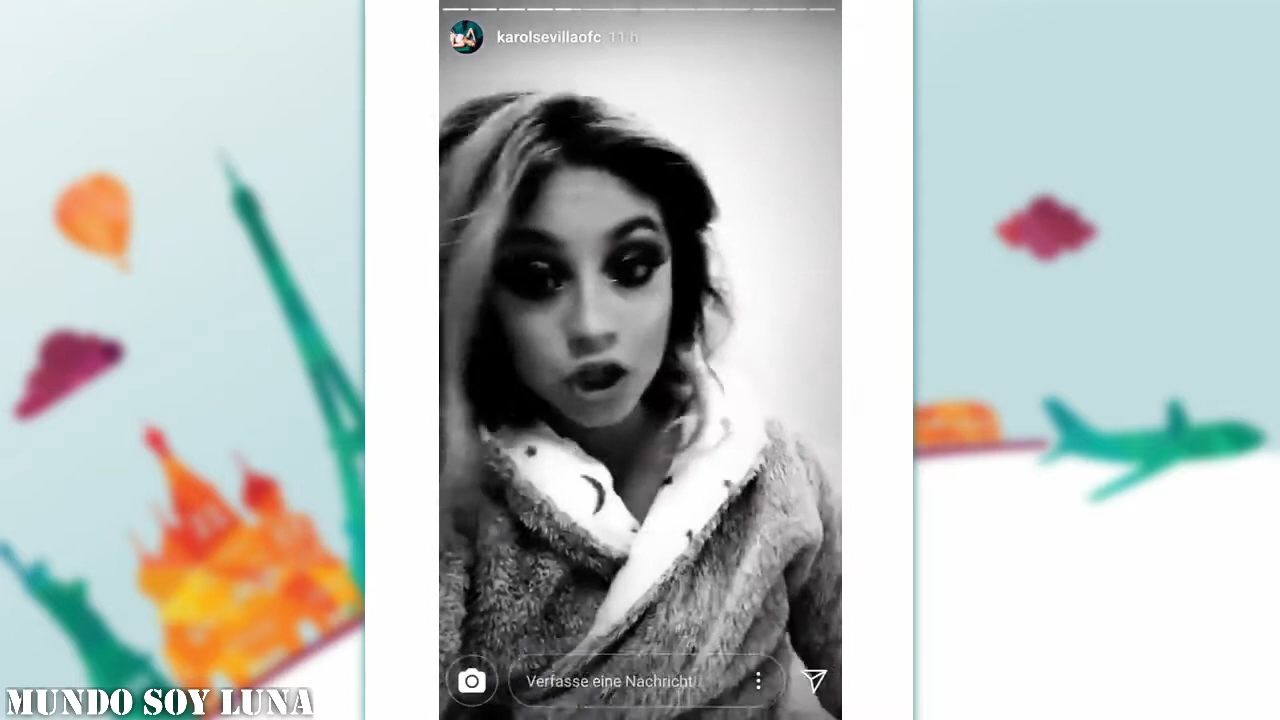 karolsevillaofc 11 h
Verfasse eine Nachricht...
MUNDO SOY LUNA